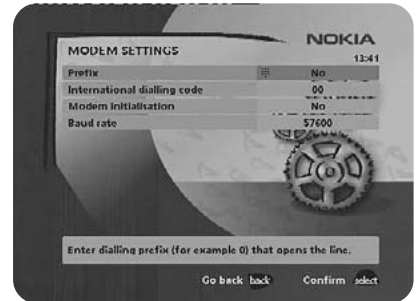 NOKIA
MODEM SETTINGS
13:41
Prefix No
International dialling code 00
Modem Initialisation No
Baud rate 57600
Enter dialling prefix (for example 0) that opens the line.
Go back back Confirm select